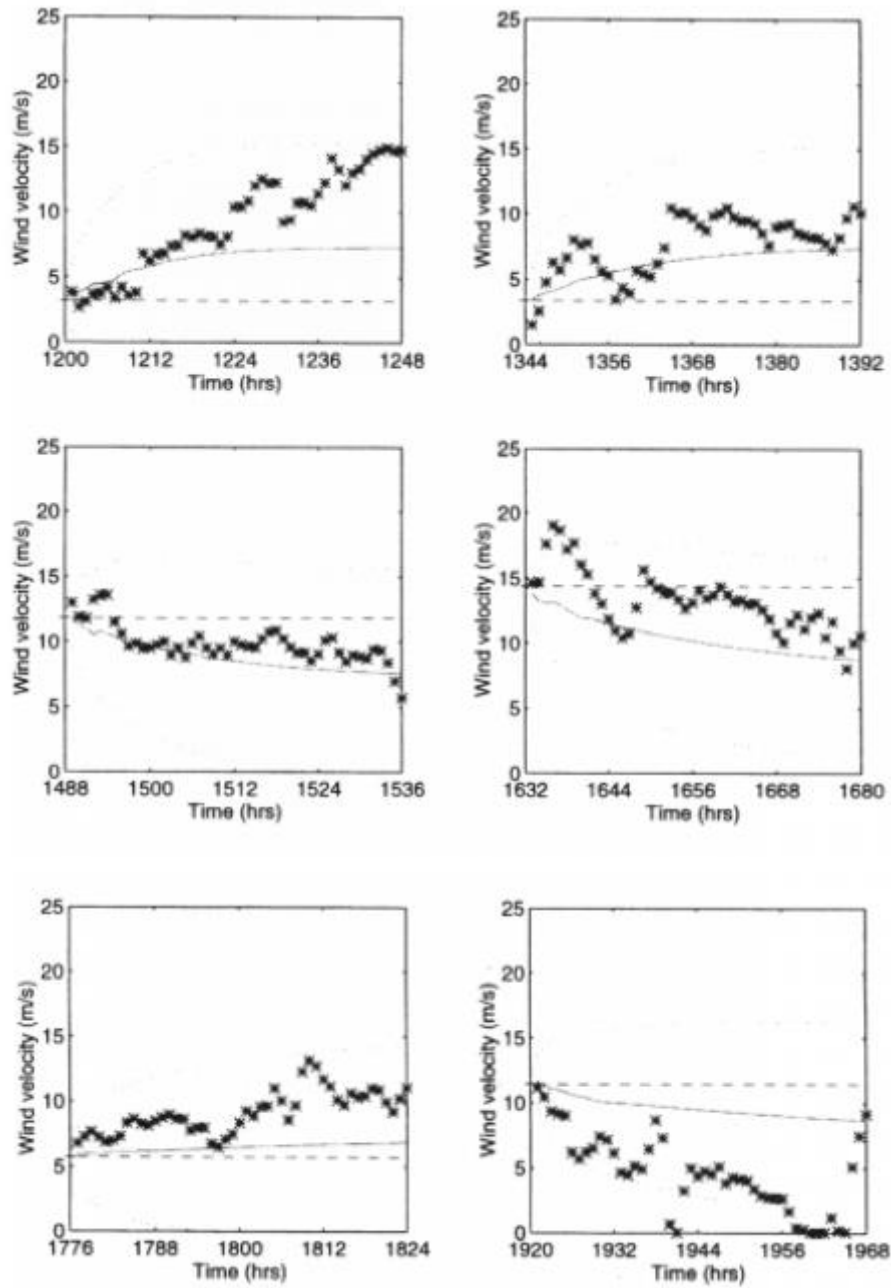 25
20
15
10
5
0
Wind velocity (m/s)
1200 1212 1224 1236 1248
Time (hrs)
25
20
15
10
5
0
Wind velocity (m/s)
1344 1356 1368 1380 1392
Time (hrs)
25
20
15
10
5
0
Wind velocity (m/s)
1488 1500 1512 1524 1536
Time (hrs)
25
20
15
10
5
0
Wind velocity (m/s)
1632 1644 1656 1668 1680
Time (hrs)
25
20
15
10
5
0
Wind velocity (m/s)
1776 1788 1800 1812 1824
Time (hrs)
25
20
15
10
5
0
Wind velocity (m/s)
1920 1932 1944 1956 1968
Time (hrs)